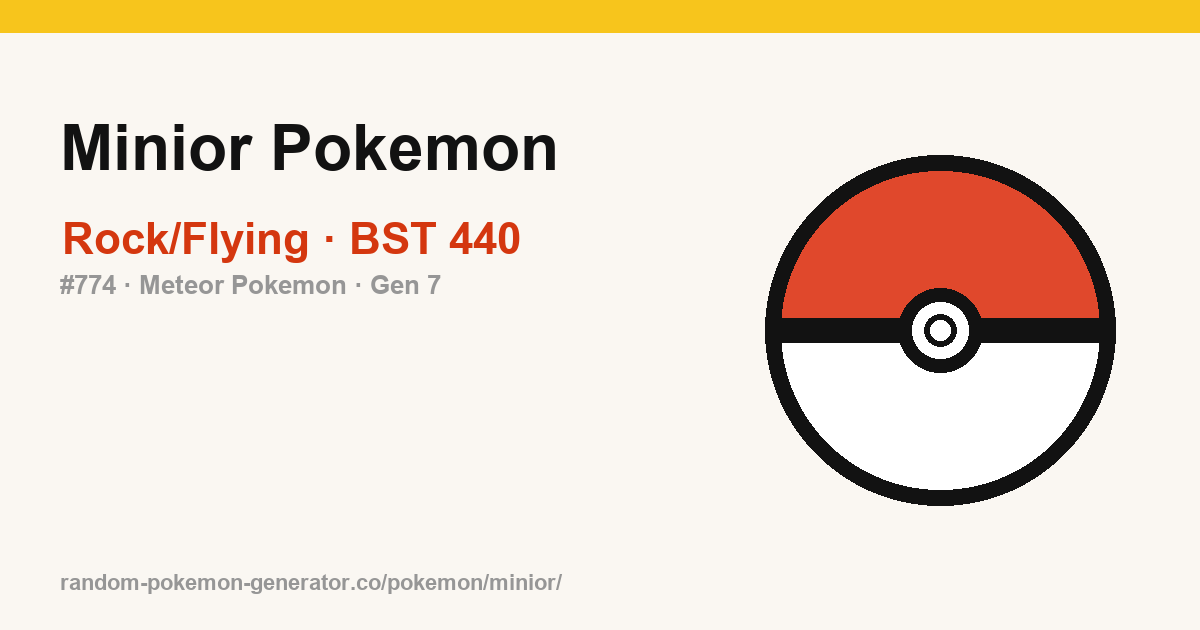 Minior Pokemon
Rock/Flying · BST 440
#774 · Meteor Pokemon · Gen 7
random-pokemon-generator.co/pokemon/minior/